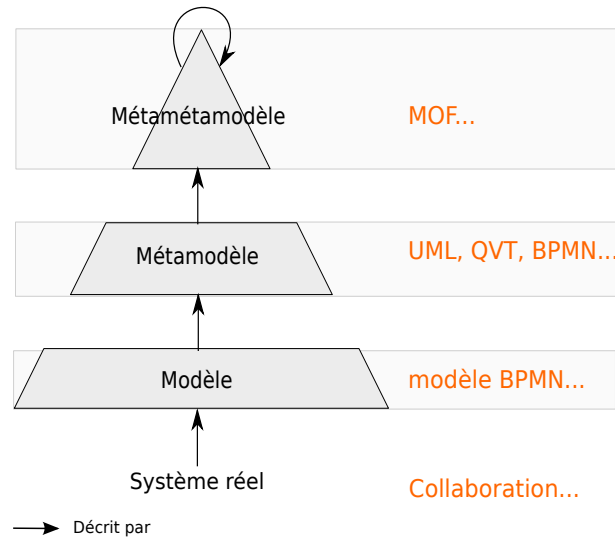 Métamétamodèle MOF...
Métamodèle UML, QVT, BPMN...
Modèle modèle BPMN...
Système réel Collaboration...
Décrit par